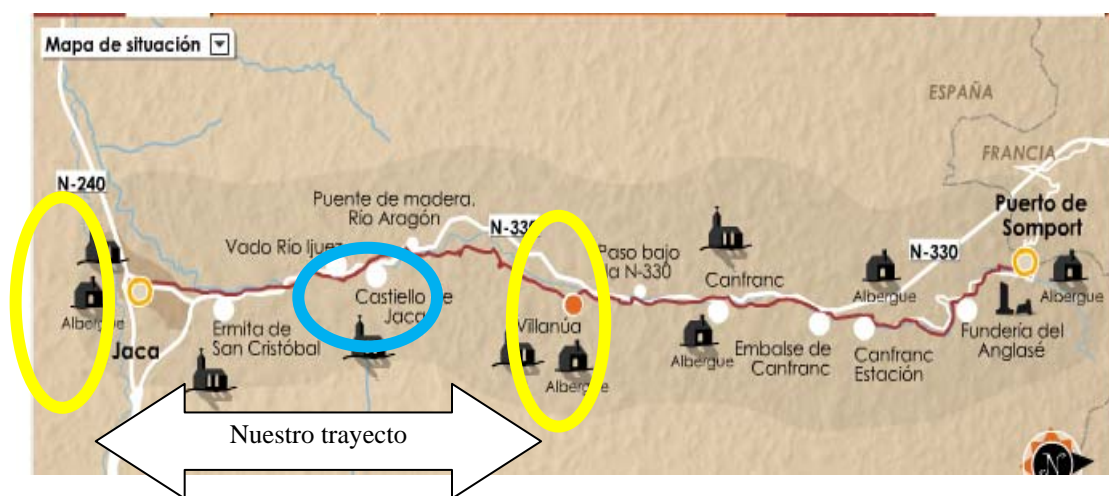 Mapa de situación
ESPAÑA
FRANCIA
N-240
Puente de madera.
Río Aragón
N-330
Puerto de
Somport
Vado Río Ijuez
Paso bajo
la N-330
Canfranc
N-330
Albergue
Castiello de
Jaca
Villanúa
Albergue
Albergue
Jaca
Ermita de
San Cristóbal
Albergue
Albergue
Embalse de
Canfranc
Canfranc
Estación
Fundería del
Anglasé
Nuestro trayecto
N